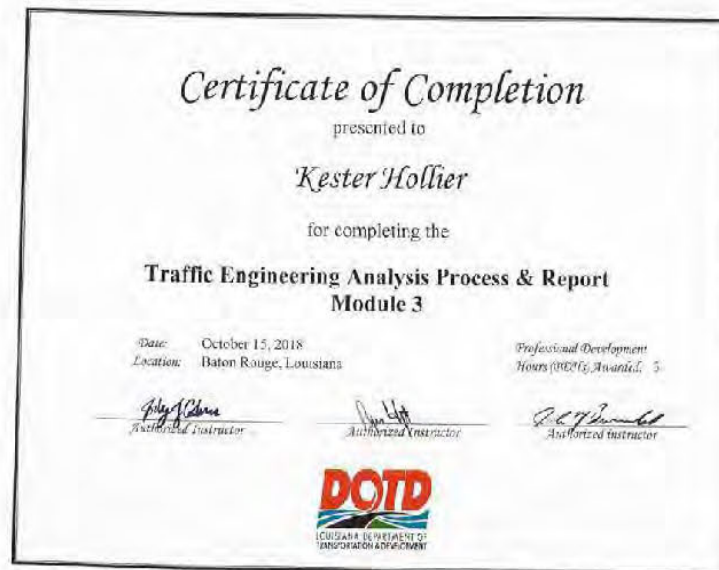 Certificate of Completion
presented to
Kester Hollier
for completing the
Traffic Engineering Analysis Process & Report
Module 3
Date: October 15, 2018
Location: Baton Rouge, Louisiana
Professional Development
Hours Awarded: 5
Authorized Instructor
Authorized Instructor
Authorized Instructor
DOTD
LOUISIANA DEPARTMENT OF
TRANSPORTATION & DEVELOPMENT